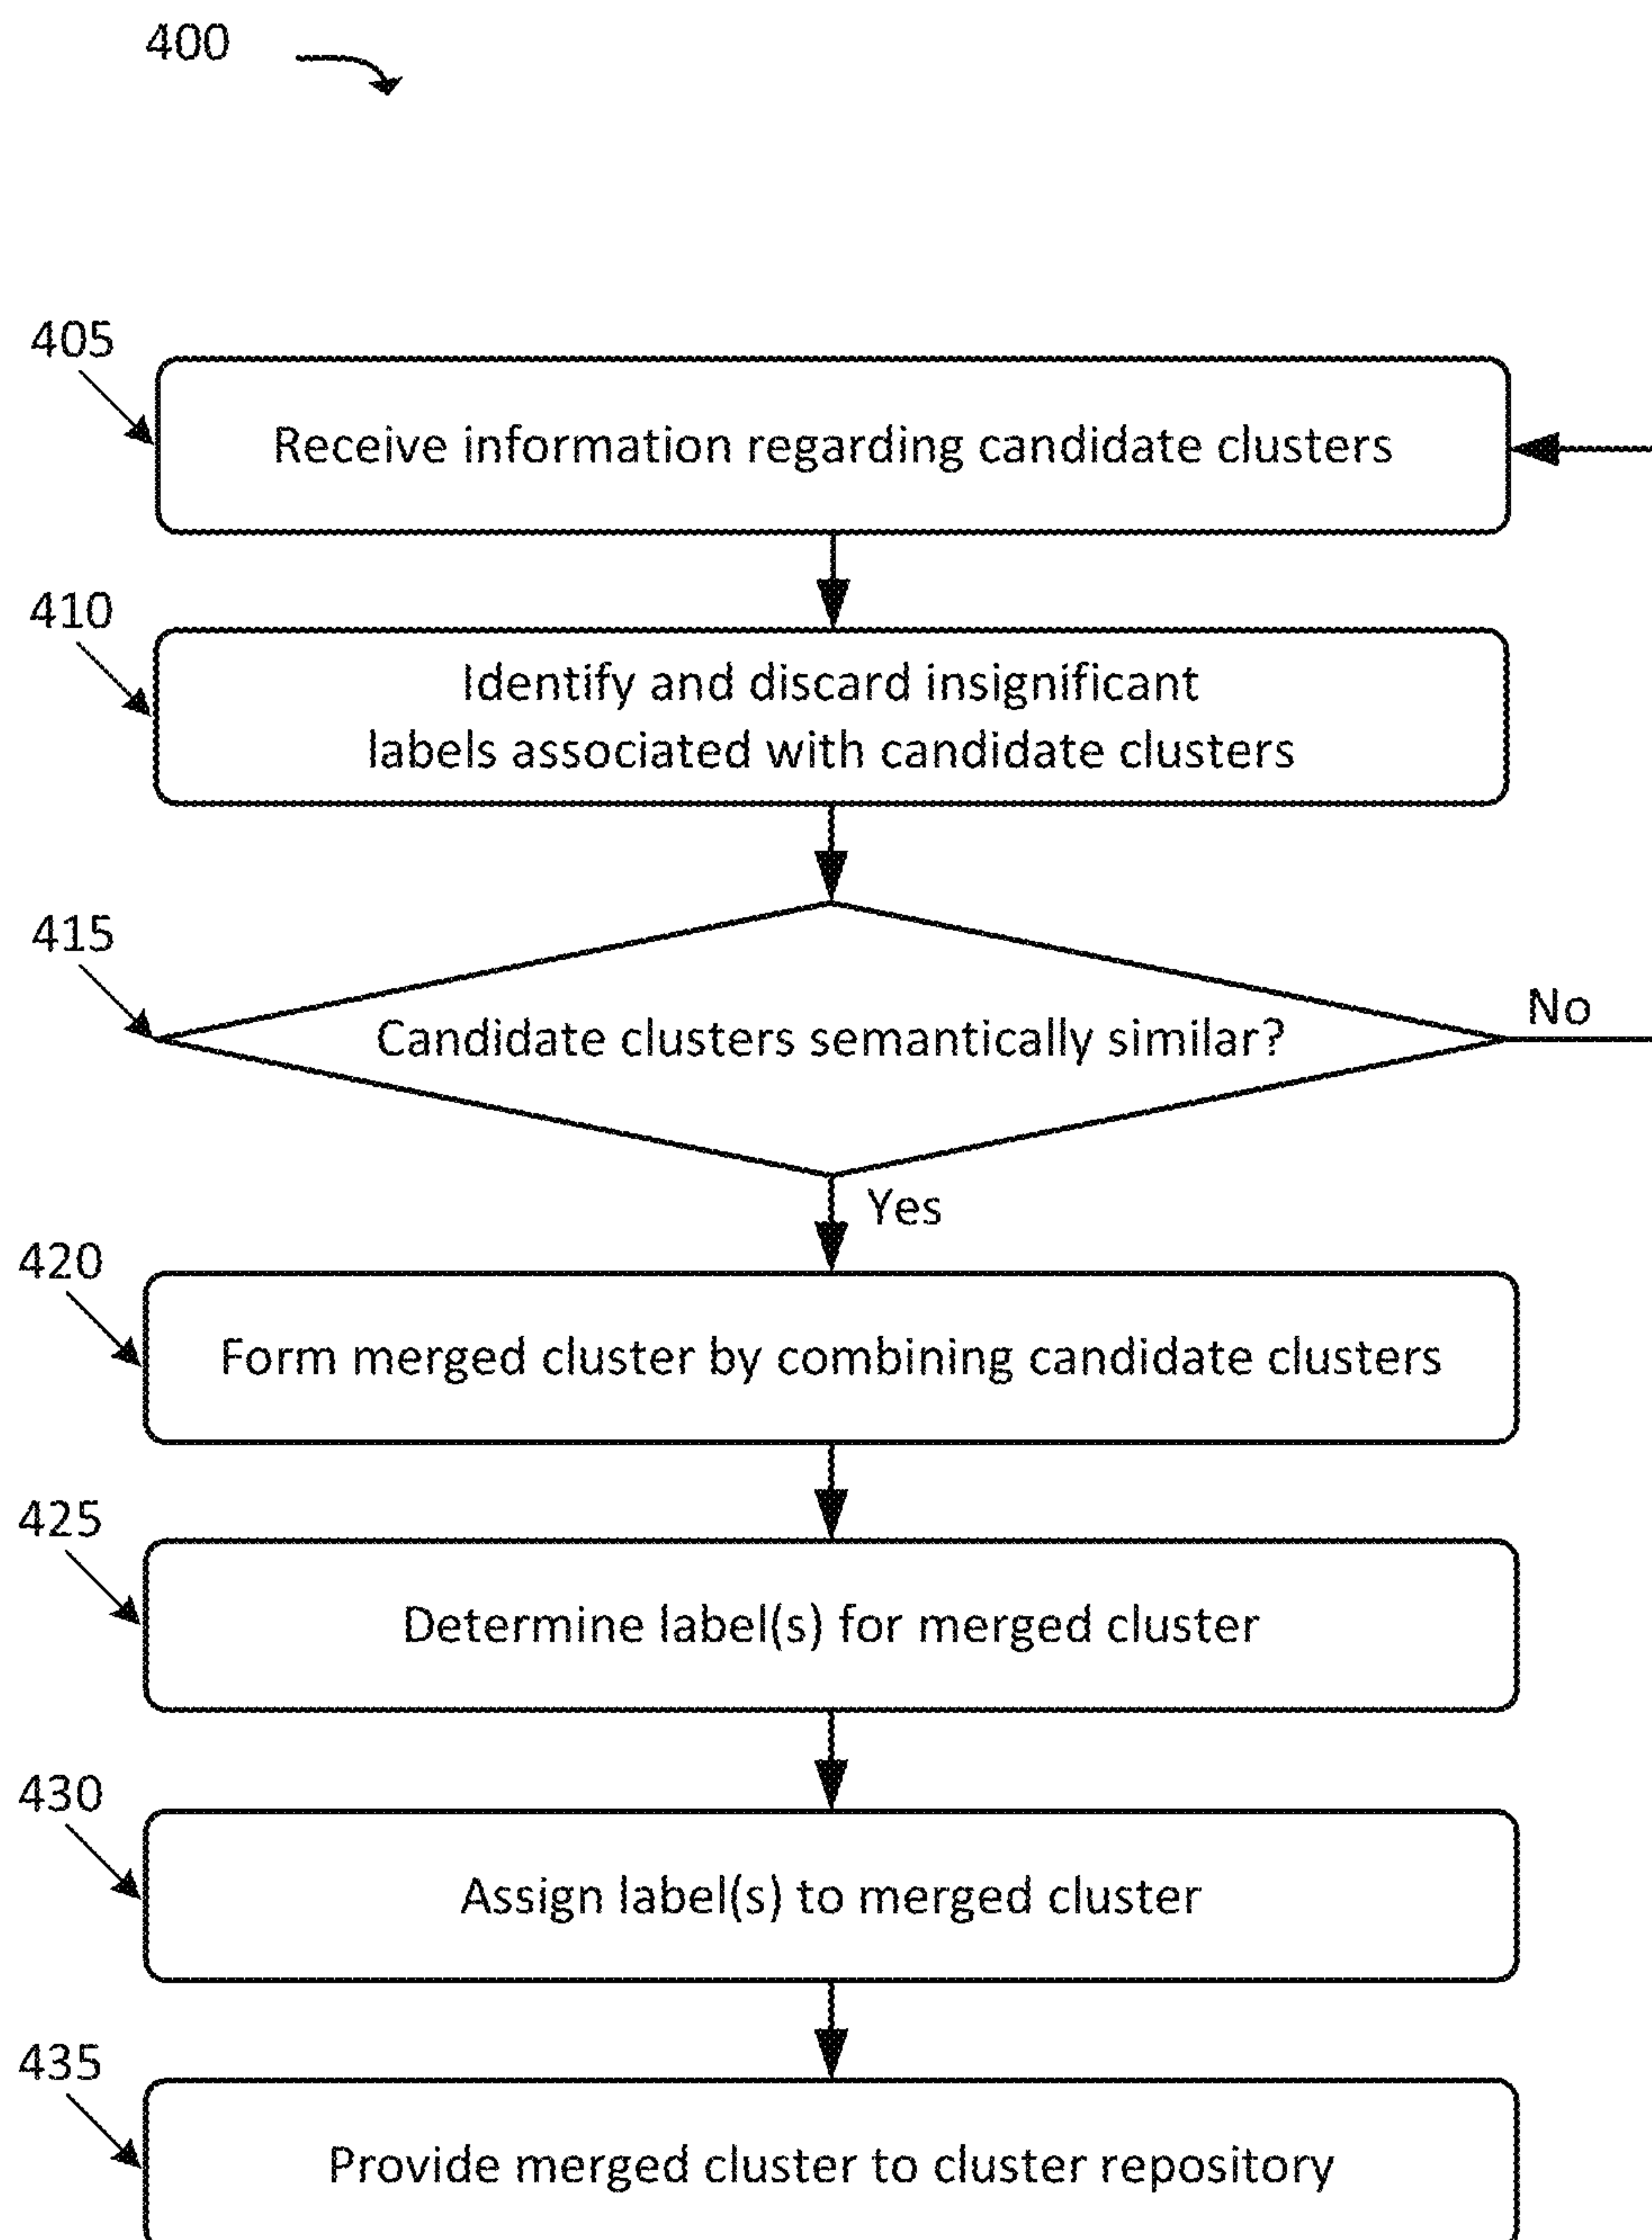 400
405
Receive information regarding candidate clusters
410
Identify and discard insignificant
labels associated with candidate clusters
415
Candidate clusters semantically similar?
No
Yes
420
Form merged cluster by combining candidate clusters
425
Determine label(s) for merged cluster
430
Assign label(s) to merged cluster
435
Provide merged cluster to cluster repository